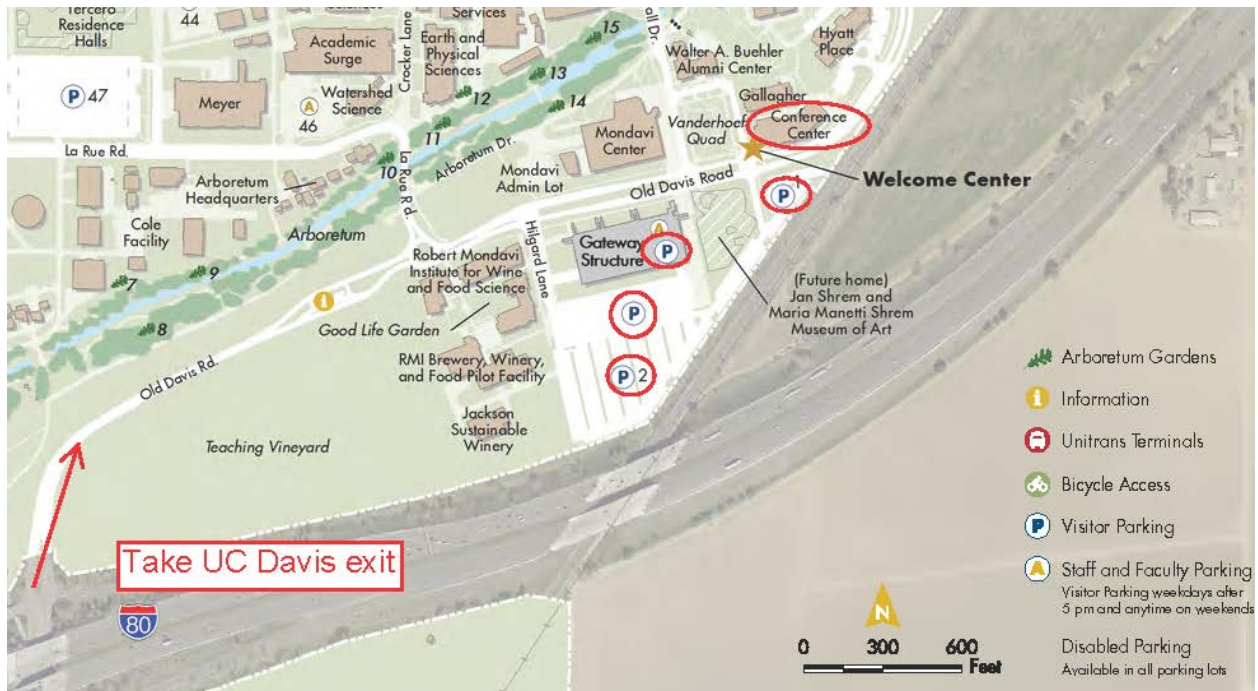 Tercero
Residence
Halls
44
Services
15
Hyatt
Place
Academic
Surge
Crocker Lane
Earth and
Physical
Sciences
Walter A. Buehler
Alumni Center
13
P 47
Meyer
A
46
Watershed
Science
12
14
Gallagher
Conference
Center
Vanderhoef
Quad
Mondavi
Center
11
La Rue Rd.
10
Arboretum Dr.
Mondavi
Admin Lot
La Rue Rd.
Old Davis Road
Welcome Center
P 1
Arboretum
Headquarters
Cole
Facility
Arboretum
Hilgard Lane
A
Gateway
Structure
P
Robert Mondavi
Institute for Wine
and Food Science
9
7
8
i
Good Life Garden
P
(Future home)
Jan Shrem and
Maria Manetti Shrem
Museum of Art
RMI Brewery, Winery,
and Food Pilot Facility
P 2
Old Davis Rd.
Jackson
Sustainable
Winery
Teaching Vineyard
Take UC Davis exit
80
Arboretum Gardens
i Information
Unitrans Terminals
Bicycle Access
P Visitor Parking
A Staff and Faculty Parking
Visitor Parking weekdays after
5 pm and anytime on weekends
Disabled Parking
Available in all parking lots
N
0 300 600
Feet